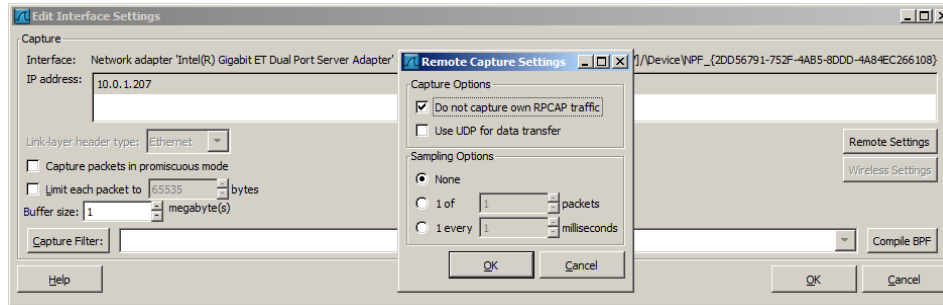 Edit Interface Settings
Capture
Interface: Network adapter 'Intel(R) Gigabit ET Dual Port Server Adapter'
/]/\Device\NPF_{2DD56791-752F-4AB5-8DDD-4A84EC266108}
IP address: 10.0.1.207
Link-layer header type: Ethernet
Capture packets in promiscuous mode
Limit each packet to 65535 bytes
Buffer size: 1 megabyte(s)
Capture Filter:
Help
Remote Capture Settings
Capture Options
Do not capture own RPCAP traffic
Use UDP for data transfer
Sampling Options
None
1 of 1 packets
1 every 1 milliseconds
OK Cancel
Remote Settings
Wireless Settings
Compile BPF
OK Cancel